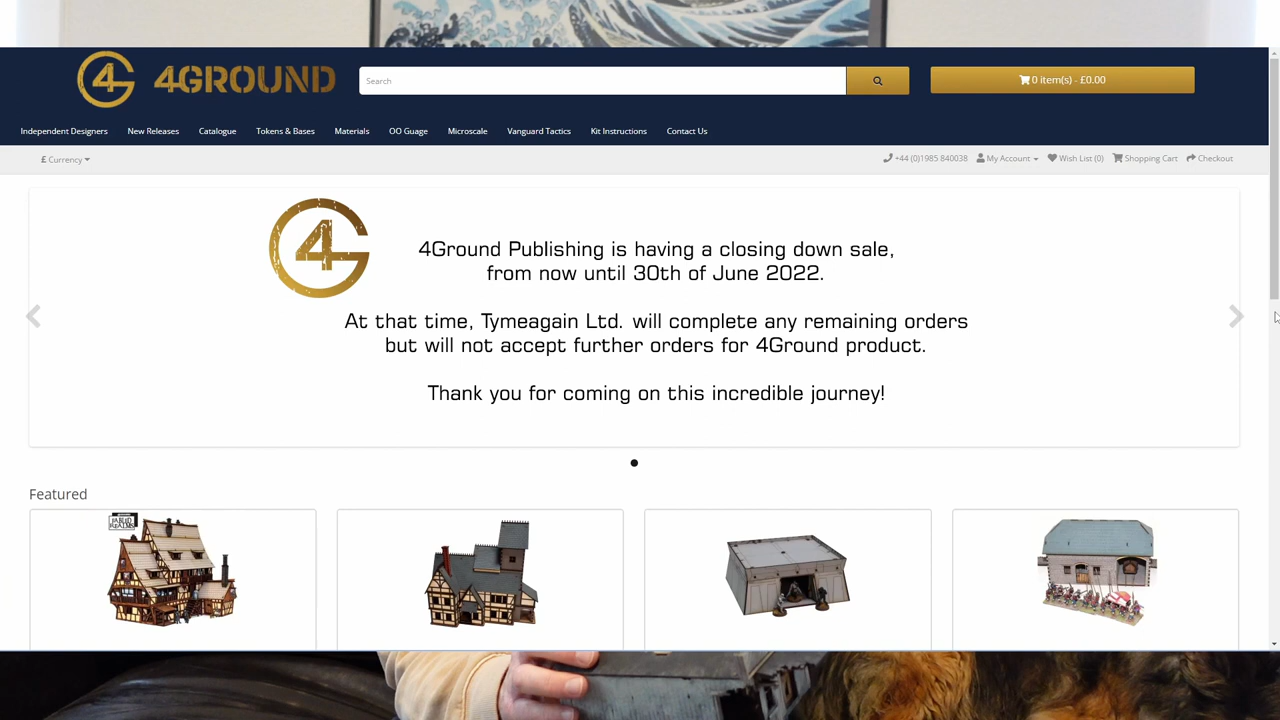 4GROUND
Search
0 item(s) - £0.00
Independent Designers
New Releases
Catalogue
Tokens & Bases
Materials
OO Guage
Microscale
Vanguard Tactics
Kit Instructions
Contact Us
£ Currency
+44 (0)1985 840038
My Account
Wish List (0)
Shopping Cart
Checkout
4Ground Publishing is having a closing down sale,
from now until 30th of June 2022.
At that time, Tymeagain Ltd. will complete any remaining orders
but will not accept further orders for 4Ground product.
Thank you for coming on this incredible journey!
Featured
FABLED
REALMS